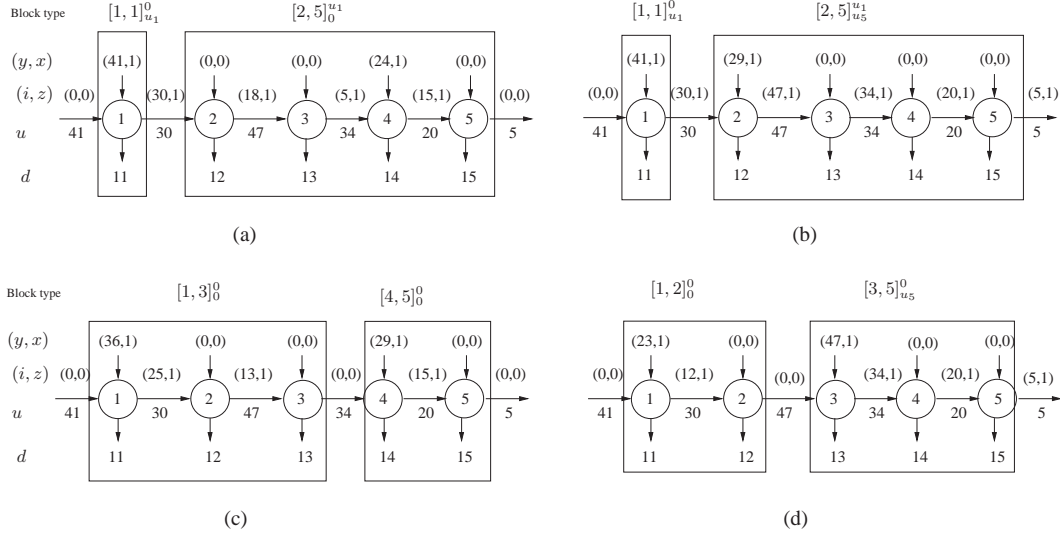 Block type [1, 1]^0_{u_1} [2, 5]^{u_1}_0 [1, 1]^0_{u_1} [2, 5]^{u_1}_{u_5}
(y, x) (41,1) (0,0) (0,0) (24,1) (0,0) (41,1) (29,1) (0,0) (0,0) (0,0)
(i, z) (0,0) (30,1) (18,1) (5,1) (15,1) (0,0) (0,0) (30,1) (47,1) (34,1) (20,1) (5,1)
1 2 3 4 5 1 2 3 4 5
u 41 30 47 34 20 5 41 30 47 34 20 5
d 11 12 13 14 15 11 12 13 14 15
(a) (b)
Block type [1, 3]^0_0 [4, 5]^0_0 [1, 2]^0_0 [3, 5]^0_{u_5}
(y, x) (36,1) (0,0) (0,0) (29,1) (0,0) (23,1) (0,0) (47,1) (0,0) (0,0)
(i, z) (0,0) (25,1) (13,1) (0,0) (15,1) (0,0) (0,0) (12,1) (0,0) (34,1) (20,1) (5,1)
1 2 3 4 5 1 2 3 4 5
u 41 30 47 34 20 5 41 30 47 34 20 5
d 11 12 13 14 15 11 12 13 14 15
(c) (d)